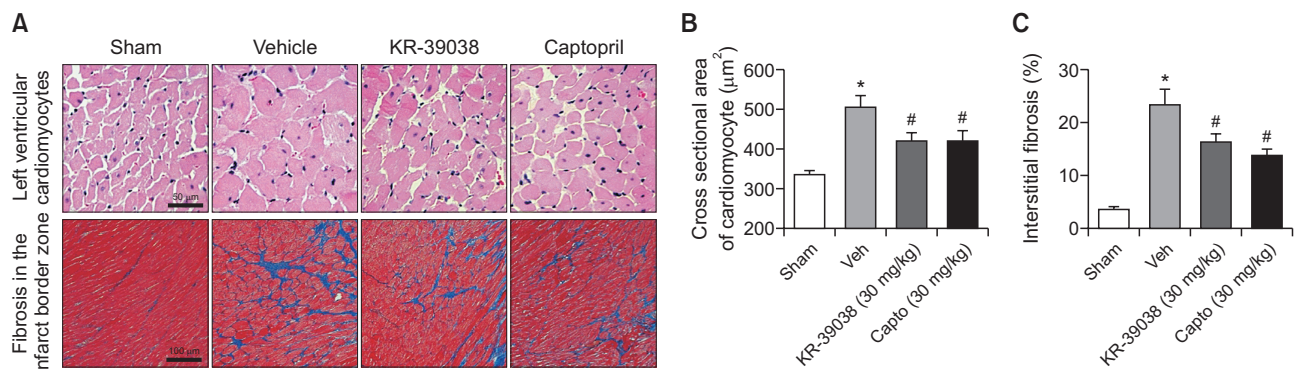 A
Sham
Vehicle
KR-39038
Captopril
Left ventricular
cardiomyocytes
50 µm
Fibrosis in the
nfarct border zone
100 µm
B
Cross sectional area
of cardiomyocyte (µm²)
600
500
400
300
200
*
#
#
Sham
Veh
KR-39038 (30 mg/kg)
Capto (30 mg/kg)
C
Interstitial fibrosis (%)
30
20
10
0
*
#
#
Sham
Veh
KR-39038 (30 mg/kg)
Capto (30 mg/kg)